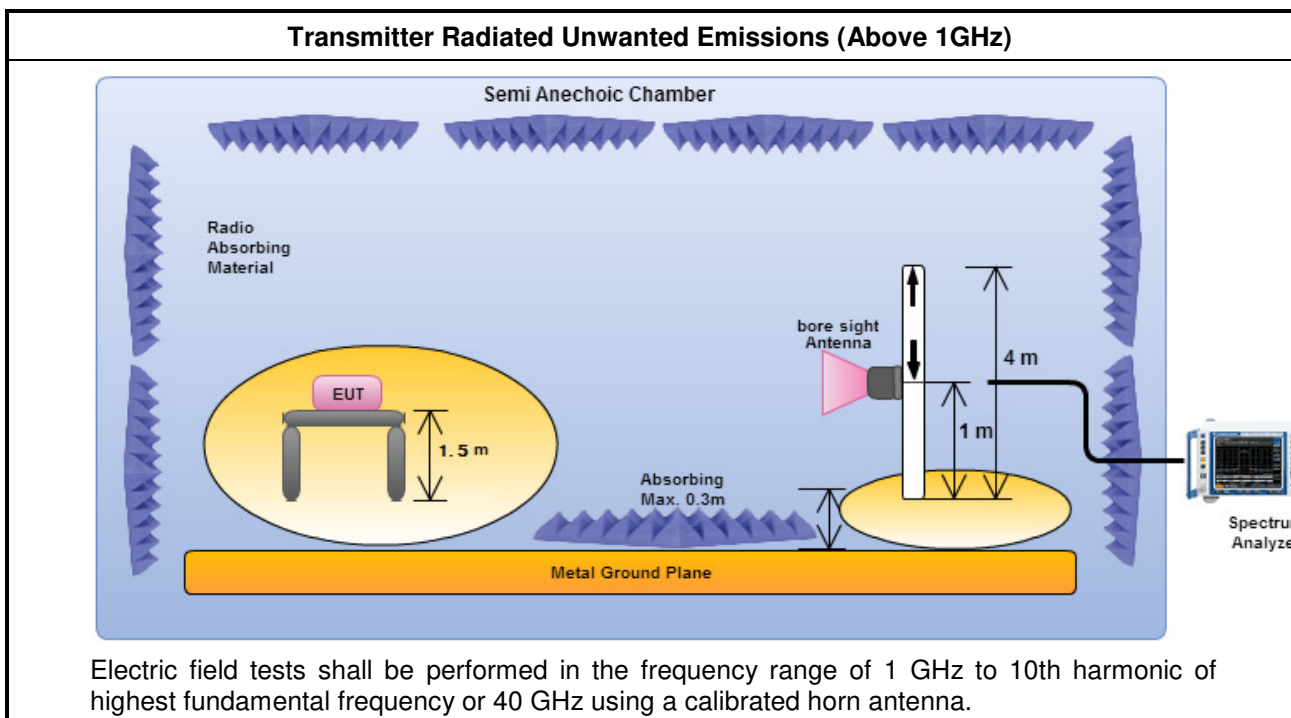 Transmitter Radiated Unwanted Emissions (Above 1GHz)
Semi Anechoic Chamber
Radio
Absorbing
Material
bore sight
Antenna
4 m
EUT
1 m
1. 5 m
Absorbing
Max. 0.3m
Spectru
Analyze
Metal Ground Plane
Electric field tests shall be performed in the frequency range of 1 GHz to 10th harmonic of
highest fundamental frequency or 40 GHz using a calibrated horn antenna.